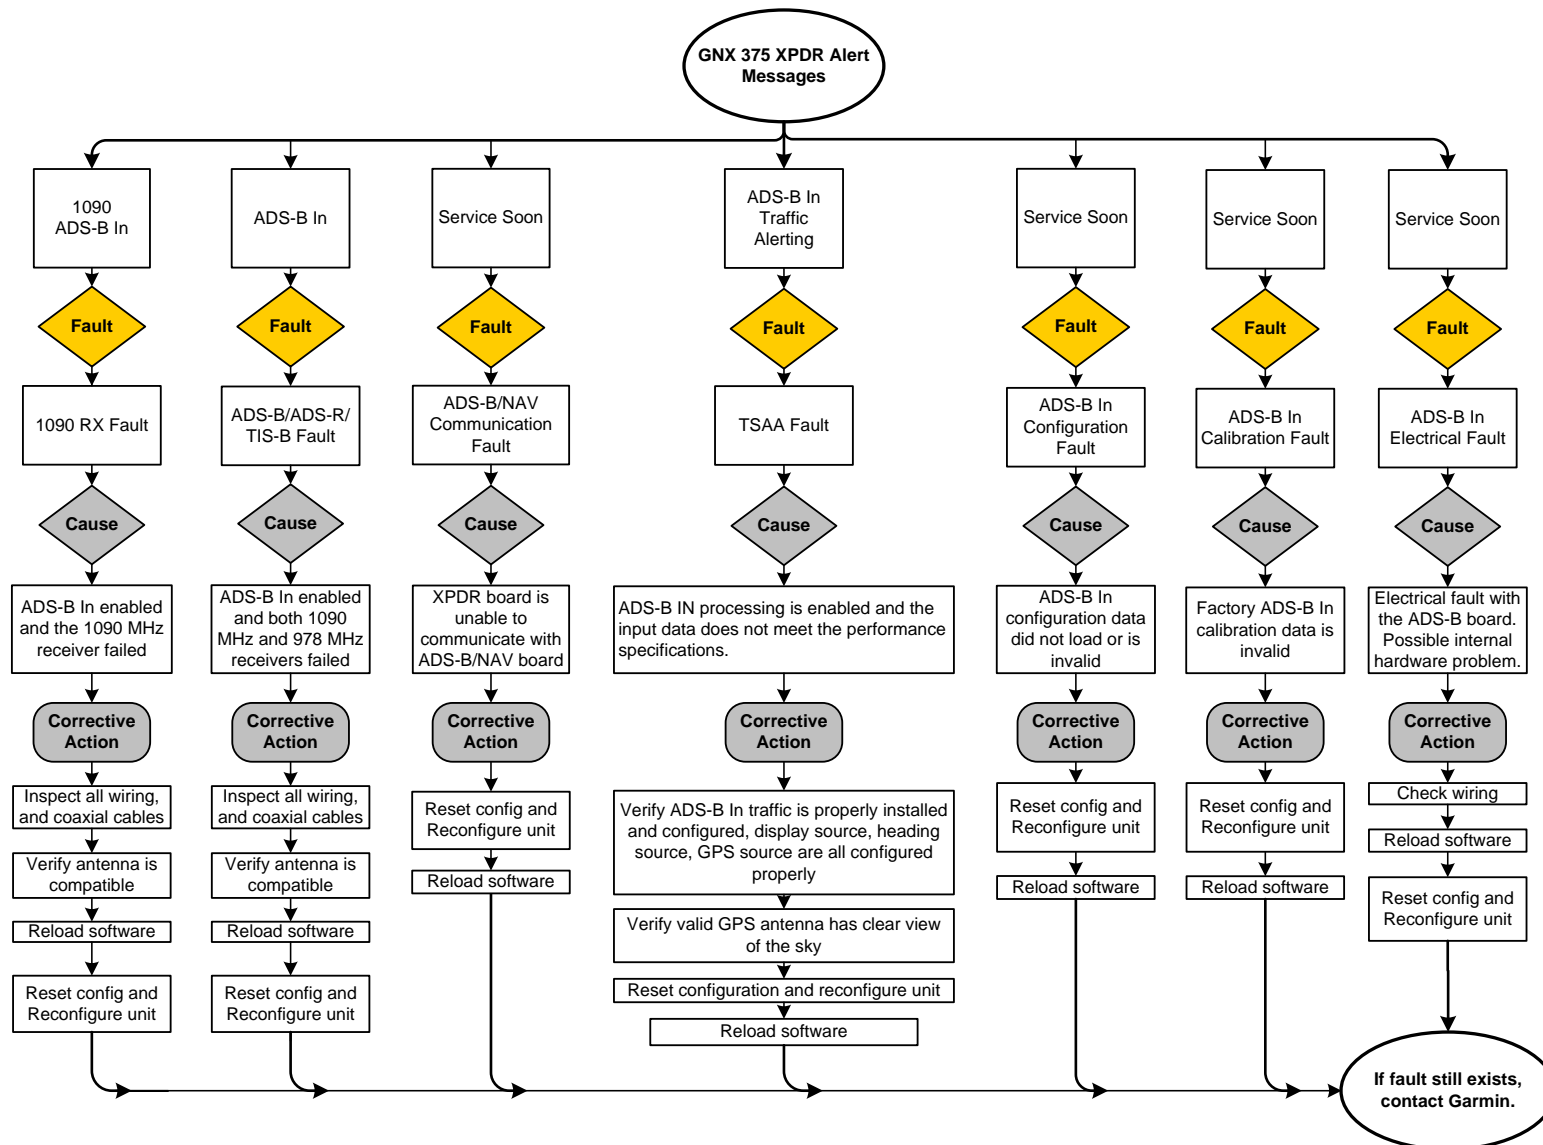 GNX 375 XPDR Alert
Messages
1090
ADS-B In
ADS-B In
Service Soon
ADS-B In
Traffic
Alerting
Service Soon
Service Soon
Service Soon
Fault
Fault
Fault
Fault
Fault
Fault
Fault
1090 RX Fault
ADS-B/ADS-R/
TIS-B Fault
ADS-B/NAV
Communication
Fault
TSAA Fault
ADS-B In
Configuration
Fault
ADS-B In
Calibration Fault
ADS-B In
Electrical Fault
Cause
Cause
Cause
Cause
Cause
Cause
Cause
ADS-B In enabled
and the 1090 MHz
receiver failed
ADS-B In enabled
and both 1090
MHz and 978 MHz
receivers failed
XPDR board is
unable to
communicate with
ADS-B/NAV board
ADS-B IN processing is enabled and the
input data does not meet the performance
specifications.
ADS-B In
configuration data
did not load or is
invalid
Factory ADS-B In
calibration data is
invalid
Electrical fault with
the ADS-B board.
Possible internal
hardware problem.
Corrective
Action
Corrective
Action
Corrective
Action
Corrective
Action
Corrective
Action
Corrective
Action
Corrective
Action
Inspect all wiring,
and coaxial cables
Verify antenna is
compatible
Reload software
Reset config and
Reconfigure unit
Inspect all wiring,
and coaxial cables
Verify antenna is
compatible
Reload software
Reset config and
Reconfigure unit
Reset config and
Reconfigure unit
Reload software
Verify ADS-B In traffic is properly installed
and configured, display source, heading
source, GPS source are all configured
properly
Verify valid GPS antenna has clear view
of the sky
Reset configuration and reconfigure unit
Reload software
Reset config and
Reconfigure unit
Reload software
Reset config and
Reconfigure unit
Reload software
Check wiring
Reload software
Reset config and
Reconfigure unit
If fault still exists,
contact Garmin.